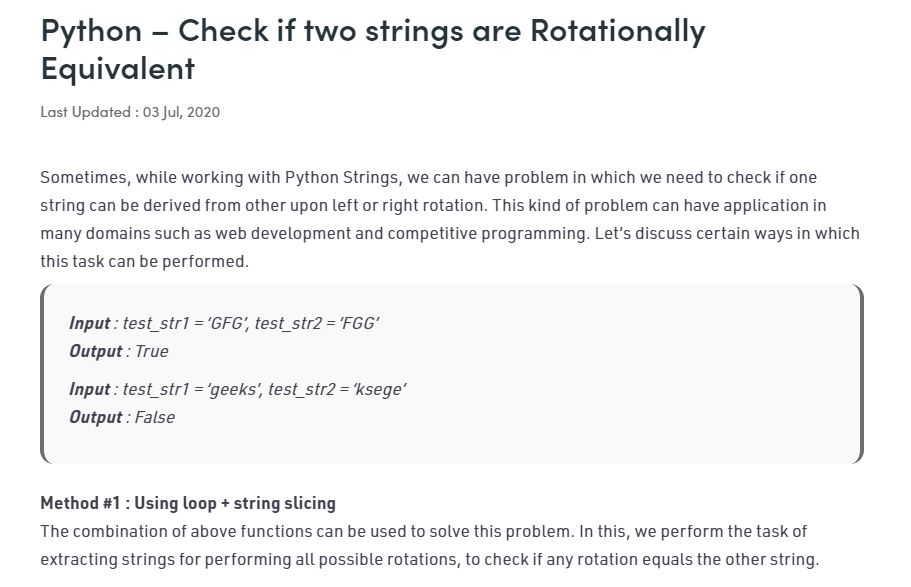 Python – Check if two strings are Rotationally
Equivalent
Last Updated : 03 Jul, 2020
Sometimes, while working with Python Strings, we can have problem in which we need to check if one
string can be derived from other upon left or right rotation. This kind of problem can have application in
many domains such as web development and competitive programming. Let’s discuss certain ways in which
this task can be performed.
Input : test_str1 = ‘GFG’, test_str2 = ‘FGG’
Output : True
Input : test_str1 = ‘geeks’, test_str2 = ‘ksege’
Output : False
Method #1 : Using loop + string slicing
The combination of above functions can be used to solve this problem. In this, we perform the task of
extracting strings for performing all possible rotations, to check if any rotation equals the other string.